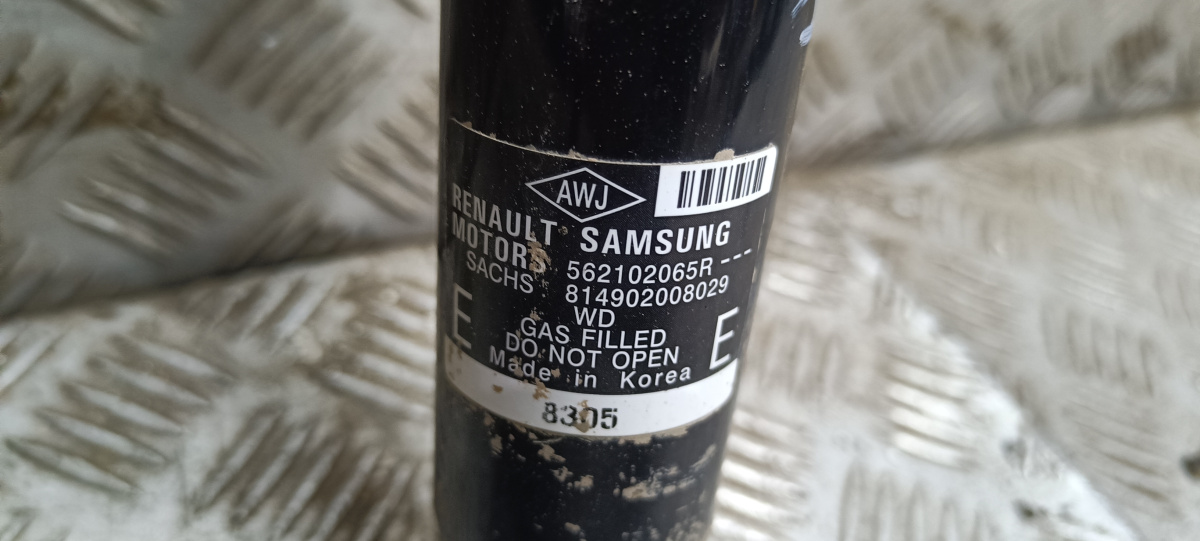 AWJ
RENAULT SAMSUNG
MOTORS 562102065R---
SACHS 814902008029
WD
E GAS FILLED E
DO NOT OPEN
Made in Korea
8305